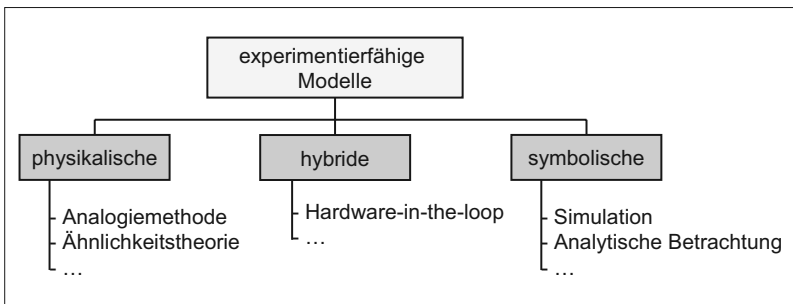 experimentierfähige
Modelle
physikalische
hybride
symbolische
Analogiemethode
Ähnlichkeitstheorie
…
Hardware-in-the-loop
…
Simulation
Analytische Betrachtung
…